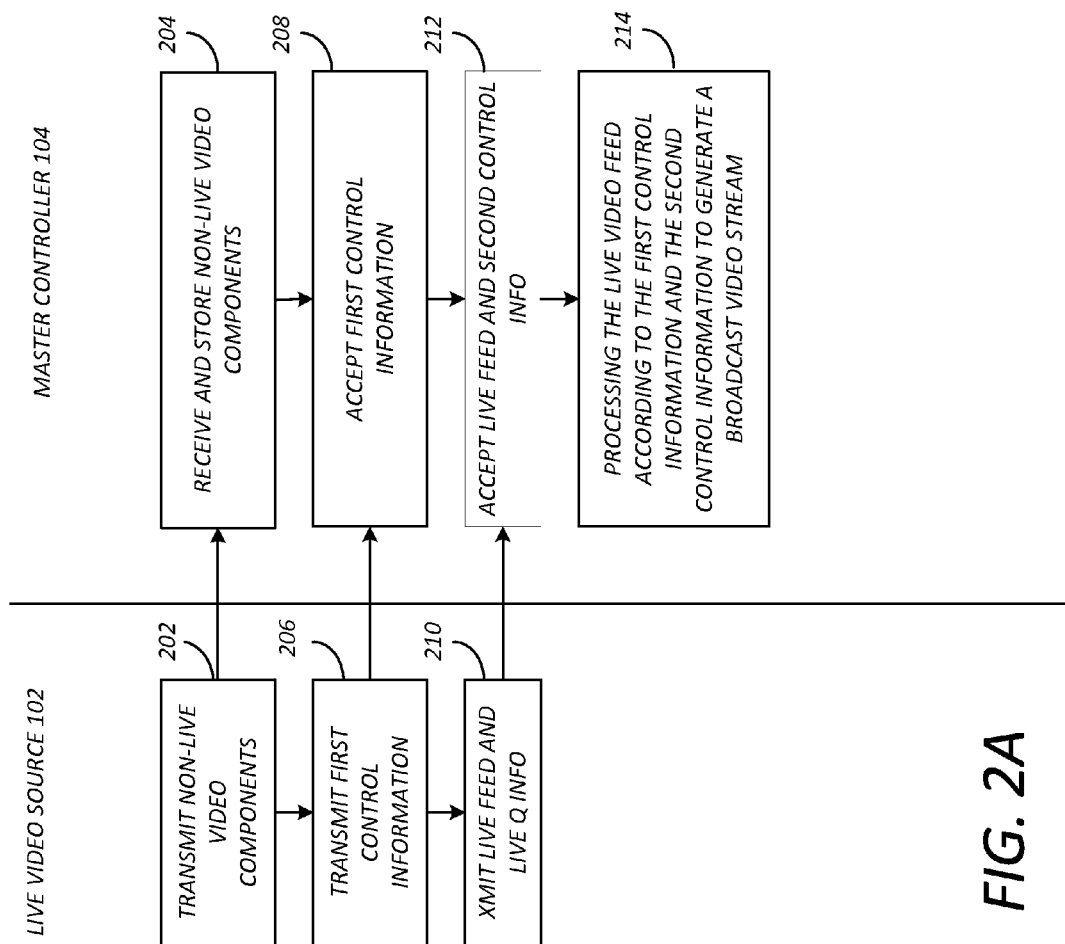 LIVE VIDEO SOURCE 102
MASTER CONTROLLER 104
202
TRANSMIT NON-LIVE
VIDEO
COMPONENTS
204
RECEIVE AND STORE NON-LIVE VIDEO
COMPONENTS
206
TRANSMIT FIRST
CONTROL
INFORMATION
208
ACCEPT FIRST CONTROL
INFORMATION
210
XMIT LIVE FEED AND
LIVE Q INFO
212
ACCEPT LIVE FEED AND SECOND CONTROL
INFO
214
PROCESSING THE LIVE VIDEO FEED
ACCORDING TO THE FIRST CONTROL
INFORMATION AND THE SECOND
CONTROL INFORMATION TO GENERATE A
BROADCAST VIDEO STREAM
FIG. 2A